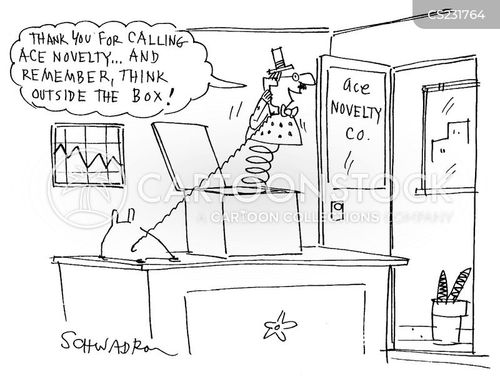 CS231764
THANK YOU FOR CALLING
ACE NOVELTY... AND
REMEMBER, THINK
OUTSIDE THE BOX!
ace
NOVELTY
CO.
CARTOONSTOCK
A CARTOON COLLECTIONS COMPANY
SCHWADRON